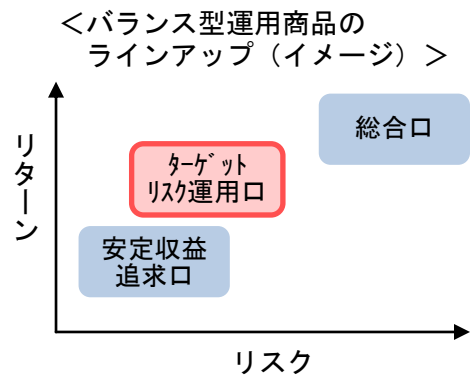 ＜バランス型運用商品の
ラインアップ（イメージ）＞
リターン
総合口
ﾀｰｹﾞｯﾄ
ﾘｽｸ運用口
安定収益
追求口
リスク